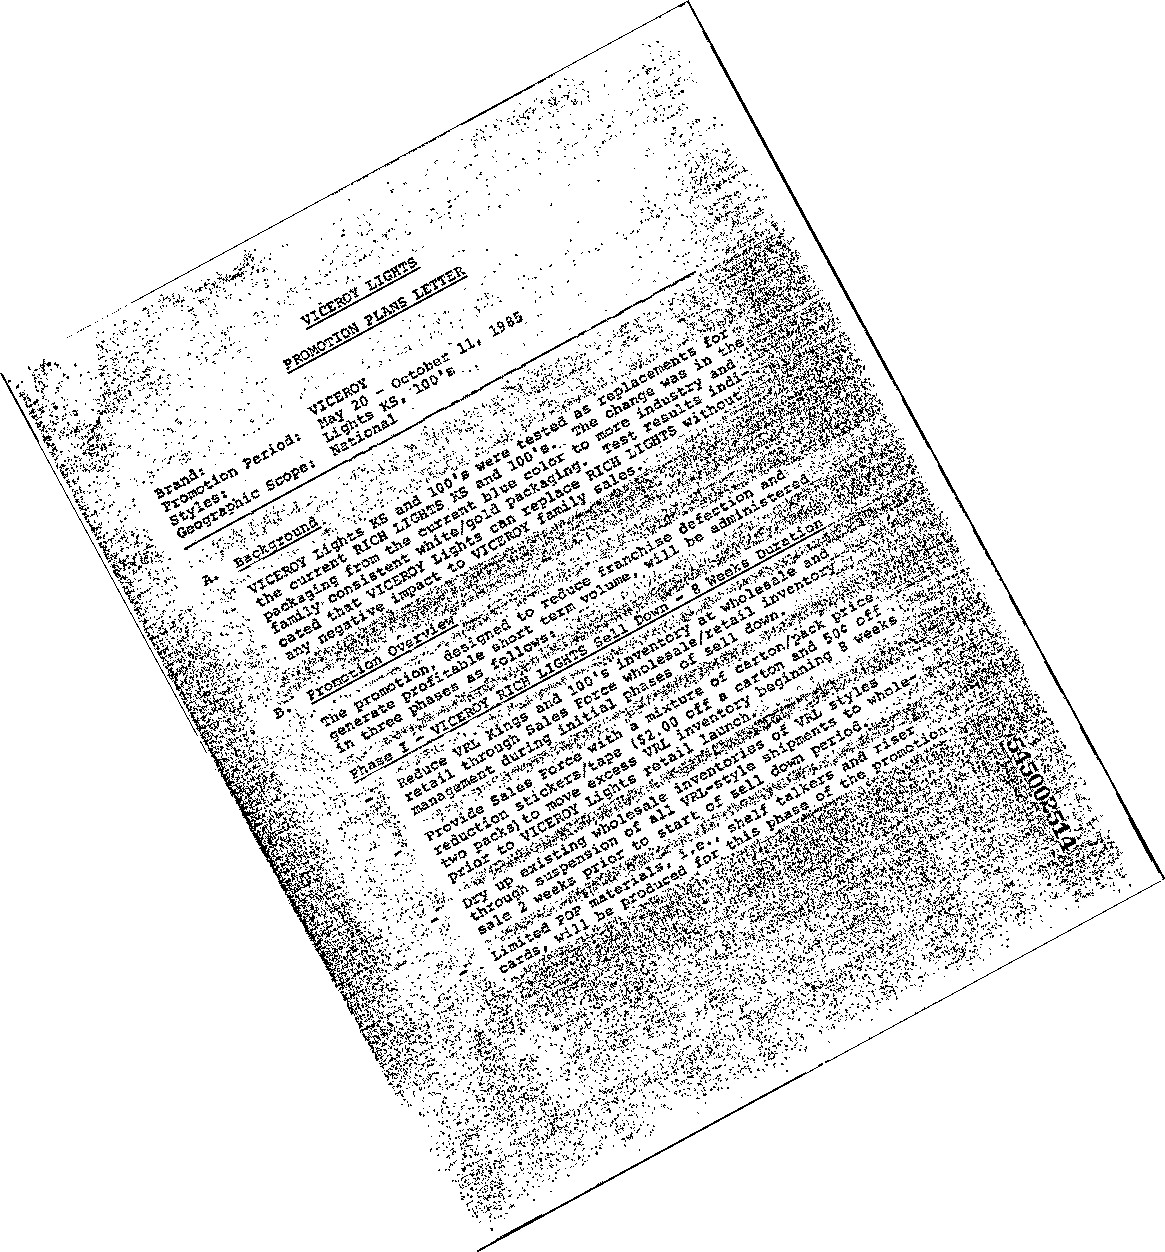 VICEROY LIGHTS
PROMOTION PLANS LETTER
Brand: VICEROY
Promotion Period: May 20 - October 11, 1985
Styles: Lights KS, 100's
Geographic Scope: National
A. Background
VICEROY Lights KS and 100's were tested as replacements for
the current RICH LIGHTS KS and 100's. The change was in the
packaging from the current blue color to more industry and
family consistent white/gold packaging. Test results indi-
cated that VICEROY Lights can replace RICH LIGHTS without
any negative impact to VICEROY family sales.
B. Promotion Overview
The promotion, designed to reduce franchise defection and
generate profitable short term volume, will be administered
in three phases as follows:
Phase I - VICEROY RICH LIGHTS Sell Down - 8 Weeks Duration
- Reduce VRL Kings and 100's inventory at wholesale and
retail through Sales Force wholesale/retail inventory
management during initial phases of sell down.
- Provide Sales Force with a mixture of carton/pack price
reduction stickers/tape ($2.00 off a carton and 50¢ off
two packs) to move excess VRL inventory beginning 8 weeks
prior to VICEROY Lights retail launch.
- Dry up existing wholesale inventories of VRL styles
through suspension of all VRL-style shipments to whole-
sale 2 weeks prior to start of sell down period.
- Limited POP materials, i.e., shelf talkers and riser
cards, will be produced for this phase of the promotion.